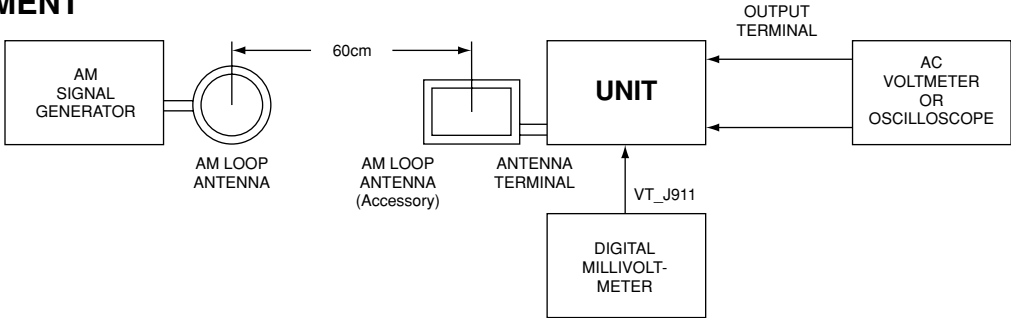 MENT
OUTPUT
TERMINAL
60cm
AM
SIGNAL
GENERATOR
UNIT
AC
VOLTMETER
OR
OSCILLOSCOPE
AM LOOP
ANTENNA
AM LOOP
ANTENNA
(Accessory)
ANTENNA
TERMINAL
VT_J911
DIGITAL
MILLIVOLT-
METER